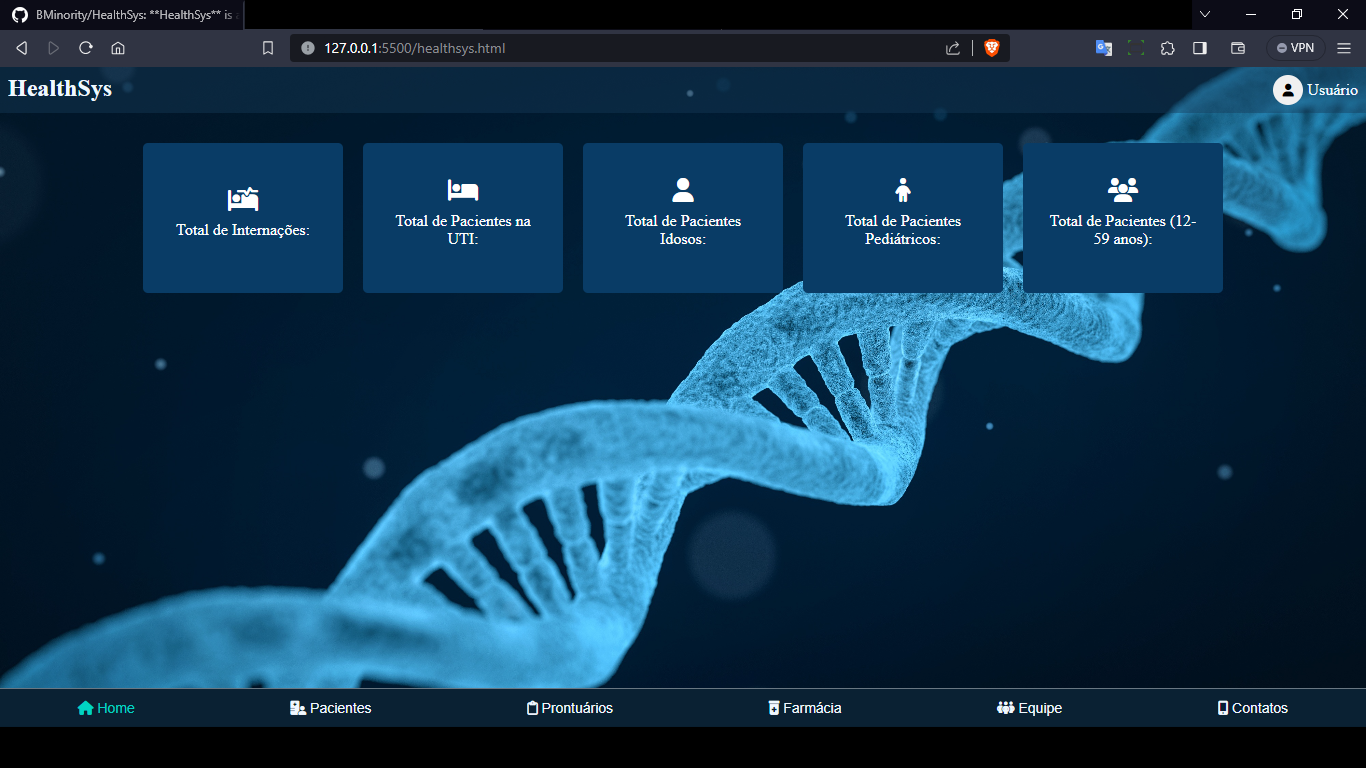 BMinority/HealthSys: **HealthSys** is
127.0.0.1:5500/healthsys.html
VPN
HealthSys
Usuário
Total de Internações:
Total de Pacientes na
UTI:
Total de Pacientes
Idosos:
Total de Pacientes
Pediátricos:
Total de Pacientes (12-
59 anos):
Home
Pacientes
Prontuários
Farmácia
Equipe
Contatos